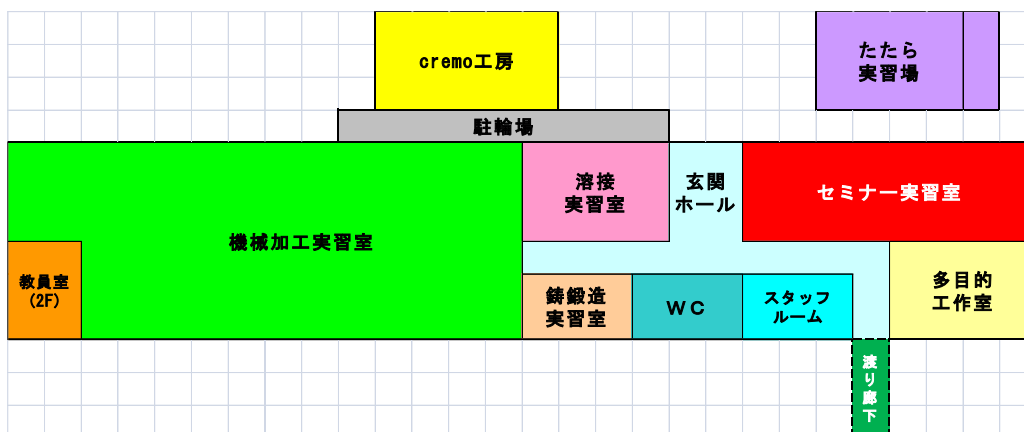 cremo工房
たたら
実習場
駐輪場
溶接
実習室
玄関
ホール
セミナー実習室
機械加工実習室
教員室
(2F)
鋳鍛造
実習室
WC
スタッフ
ルーム
多目的
工作室
渡り廊下